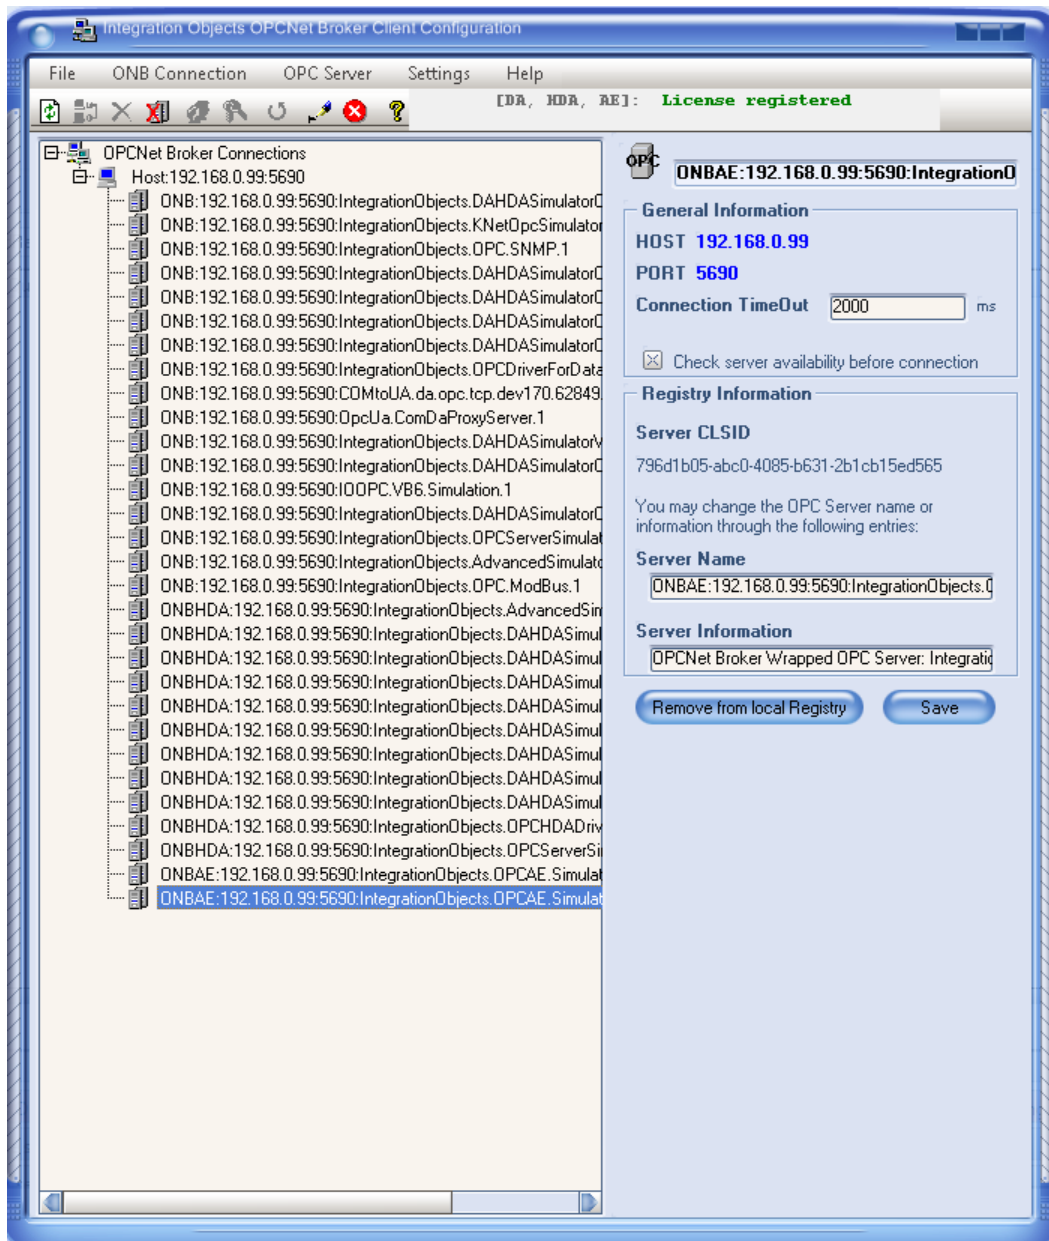 Integration Objects OPCNet Broker Client Configuration
File ONB Connection OPC Server Settings Help
[DA, HDA, AE]: License registered
OPCNet Broker Connections
Host:192.168.0.99:5690
ONB:192.168.0.99:5690:IntegrationObjects.DAHDASimulator
ONB:192.168.0.99:5690:IntegrationObjects.KNetOpcSimulator
ONB:192.168.0.99:5690:IntegrationObjects.OPC.SNMP.1
ONB:192.168.0.99:5690:IntegrationObjects.DAHDASimulator
ONB:192.168.0.99:5690:IntegrationObjects.DAHDASimulator
ONB:192.168.0.99:5690:IntegrationObjects.DAHDASimulator
ONB:192.168.0.99:5690:IntegrationObjects.DAHDASimulator
ONB:192.168.0.99:5690:IntegrationObjects.OPCDriverForData
ONB:192.168.0.99:5690:COMtoUA.da.opc.tcp.dev170.62849.
ONB:192.168.0.99:5690:OpcUa.ComDaProxyServer.1
ONB:192.168.0.99:5690:IntegrationObjects.DAHDASimulatorV
ONB:192.168.0.99:5690:IntegrationObjects.DAHDASimulator
ONB:192.168.0.99:5690:IOOPC.VB6.Simulation.1
ONB:192.168.0.99:5690:IntegrationObjects.DAHDASimulator
ONB:192.168.0.99:5690:IntegrationObjects.OPCServerSimulat
ONB:192.168.0.99:5690:IntegrationObjects.AdvancedSimulato
ONB:192.168.0.99:5690:IntegrationObjects.OPC.ModBus.1
ONBHDA:192.168.0.99:5690:IntegrationObjects.AdvancedSim
ONBHDA:192.168.0.99:5690:IntegrationObjects.DAHDASimul
ONBHDA:192.168.0.99:5690:IntegrationObjects.DAHDASimul
ONBHDA:192.168.0.99:5690:IntegrationObjects.DAHDASimul
ONBHDA:192.168.0.99:5690:IntegrationObjects.DAHDASimul
ONBHDA:192.168.0.99:5690:IntegrationObjects.DAHDASimul
ONBHDA:192.168.0.99:5690:IntegrationObjects.DAHDASimul
ONBHDA:192.168.0.99:5690:IntegrationObjects.DAHDASimul
ONBHDA:192.168.0.99:5690:IntegrationObjects.DAHDASimul
ONBHDA:192.168.0.99:5690:IntegrationObjects.OPCHDADriv
ONBHDA:192.168.0.99:5690:IntegrationObjects.OPCServerSi
ONBAE:192.168.0.99:5690:IntegrationObjects.OPCAE.Simulat
ONBAE:192.168.0.99:5690:IntegrationObjects.OPCAE.Simulat
OPC
ONBAE:192.168.0.99:5690:IntegrationO
General Information
HOST 192.168.0.99
PORT 5690
Connection TimeOut 2000 ms
Check server availability before connection
Registry Information
Server CLSID
796d1b05-abc0-4085-b631-2b1cb15ed565
You may change the OPC Server name or
information through the following entries:
Server Name
ONBAE:192.168.0.99:5690:IntegrationObjects.O
Server Information
OPCNet Broker Wrapped OPC Server: Integratio
Remove from local Registry Save